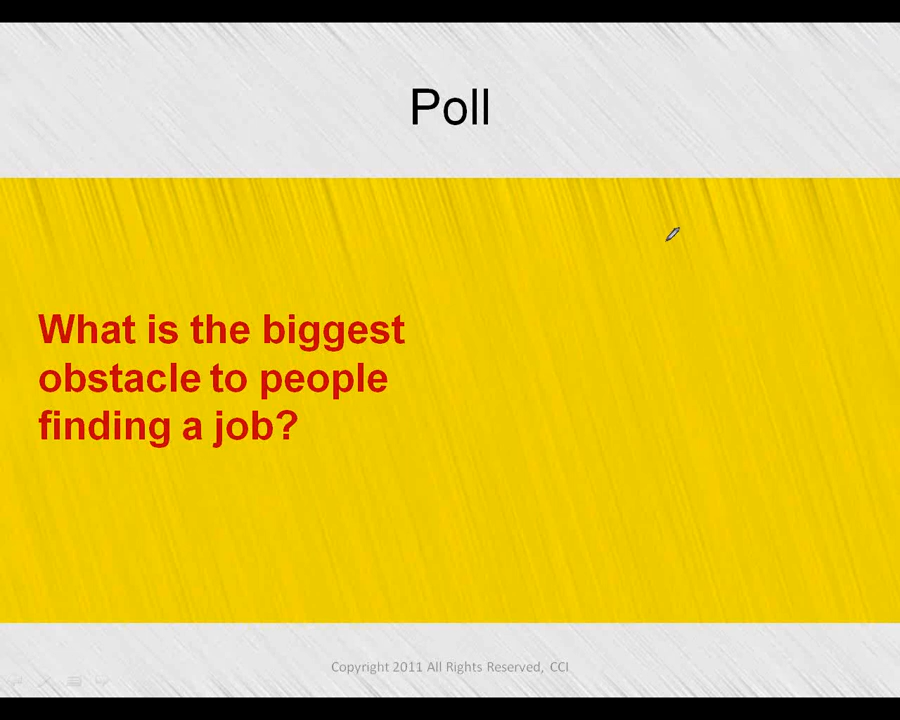 Poll
What is the biggest
obstacle to people
finding a job?
Copyright 2011 All Rights Reserved, CCI